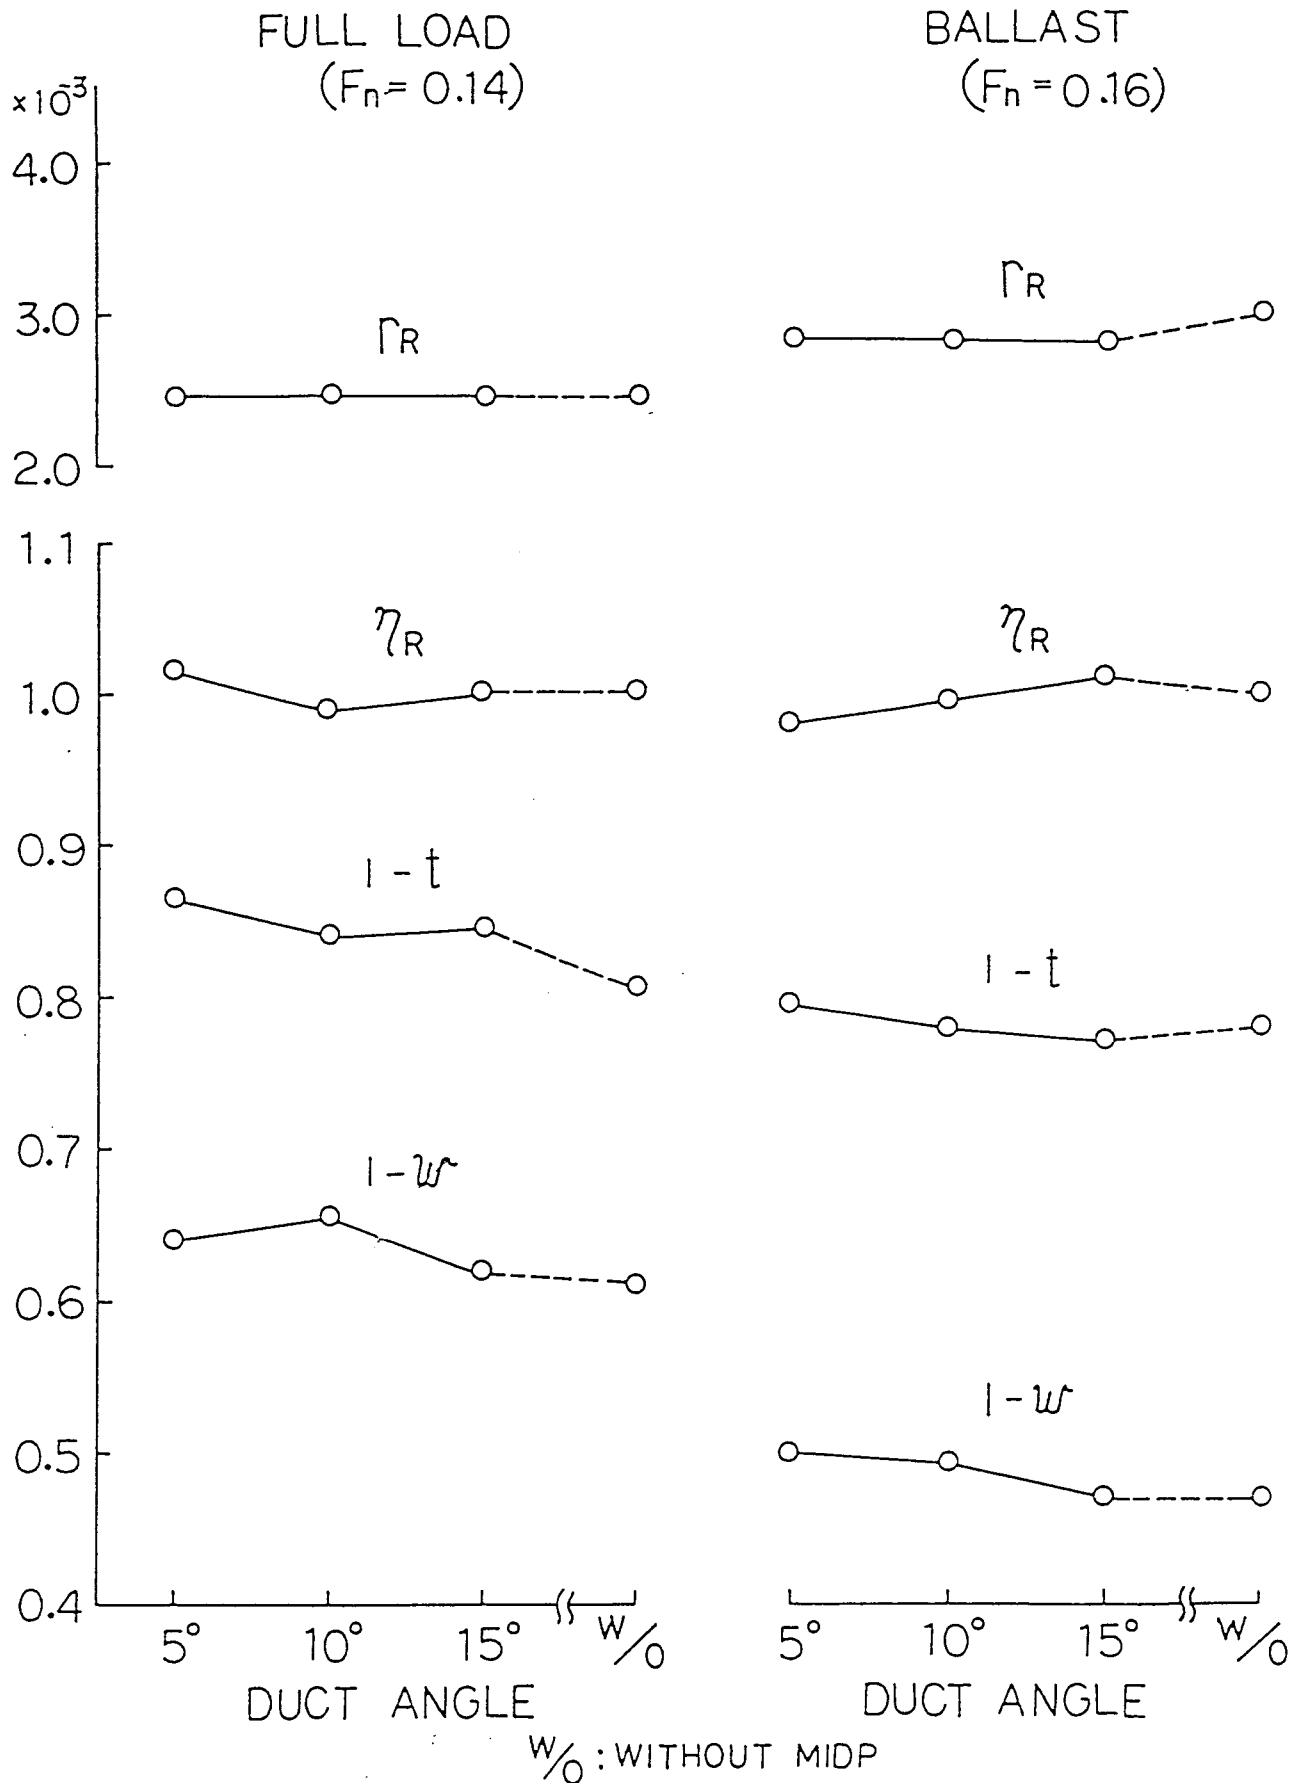 FULL LOAD
(Fn = 0.14)
BALLAST
(Fn = 0.16)
×10⁻³
4.0
3.0
2.0
rR
rR
1.1
1.0
0.9
0.8
0.7
0.6
0.5
0.4
ηR
ηR
1-t
1-t
1-w
1-w
5° 10° 15° W/O
5° 10° 15° W/O
DUCT ANGLE
DUCT ANGLE
W/O : WITHOUT MIDP